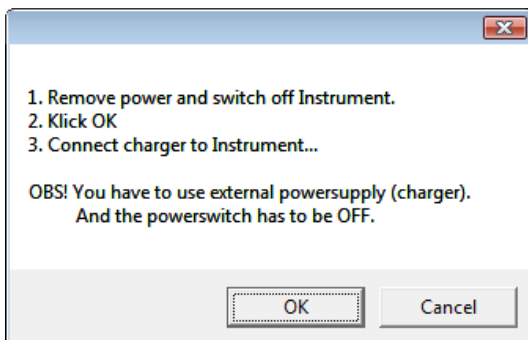 1. Remove power and switch off Instrument.
2. Klick OK
3. Connect charger to Instrument...
OBS! You have to use external powersupply (charger).
And the powerswitch has to be OFF.
OK
Cancel